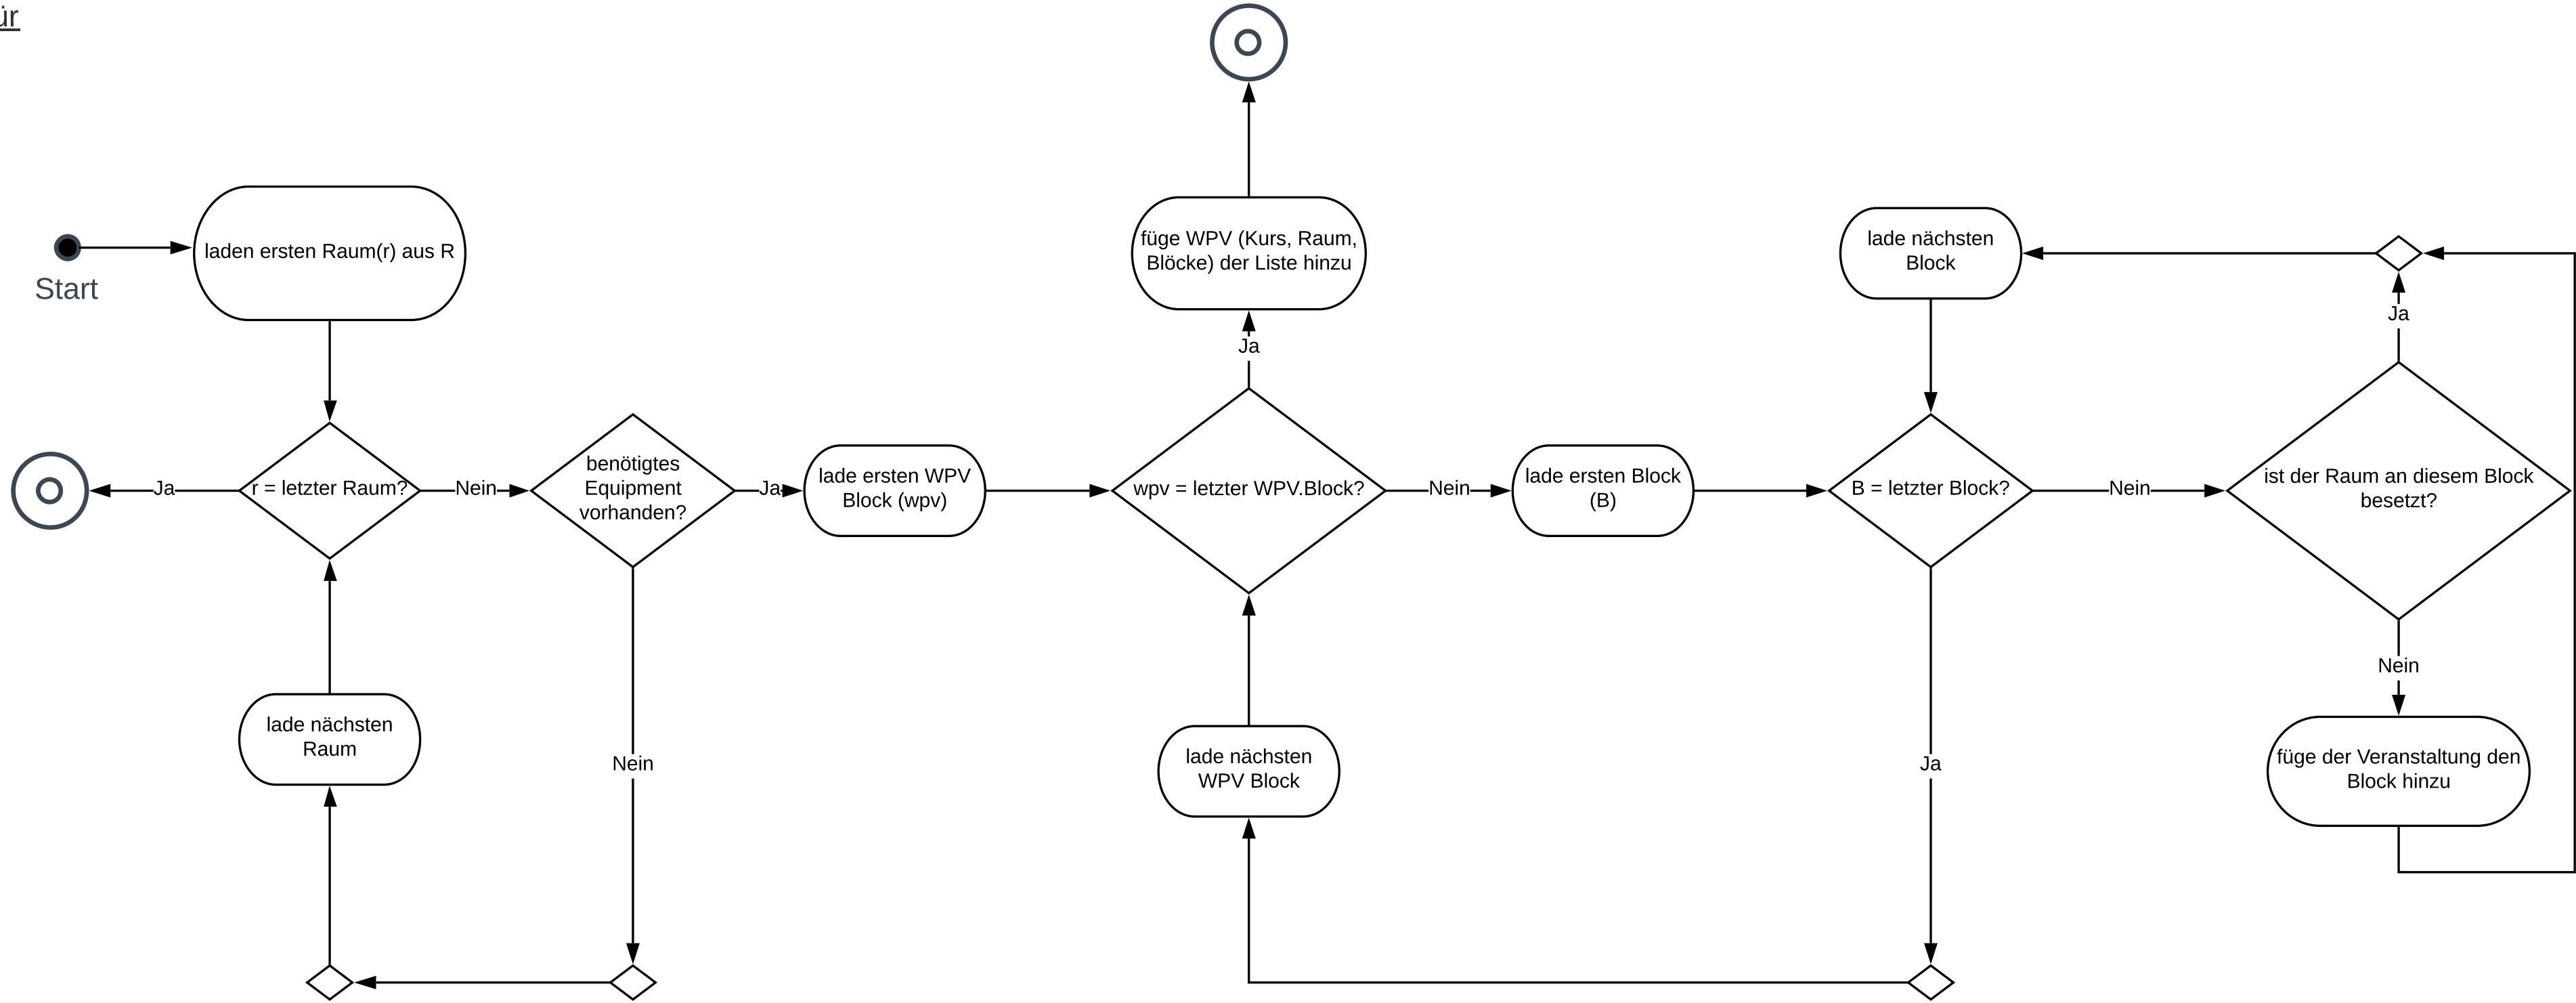 ür
Start
laden ersten Raum(r) aus R
füge WPV (Kurs, Raum,
Blöcke) der Liste hinzu
lade nächsten
Block
Ja
Ja
Ja
r = letzter Raum?
Nein
benötigtes
Equipment
vorhanden?
Ja
lade ersten WPV
Block (wpv)
wpv = letzter WPV.Block?
Nein
lade ersten Block
(B)
B = letzter Block?
Nein
ist der Raum an diesem Block
besetzt?
Nein
lade nächsten
Raum
Nein
lade nächsten
WPV Block
Ja
füge der Veranstaltung den
Block hinzu